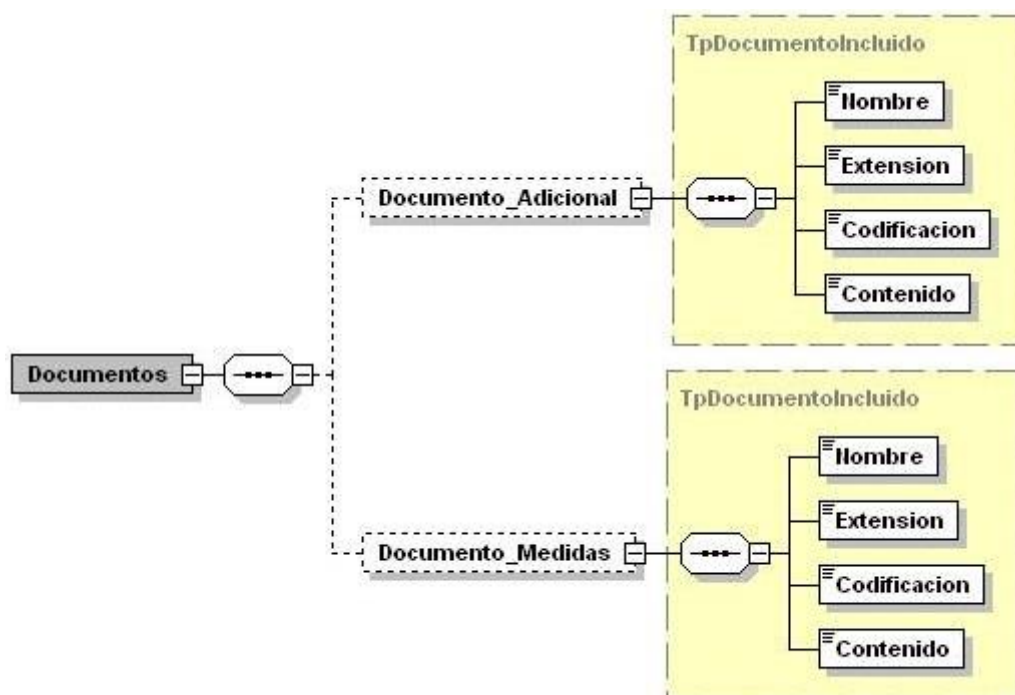 TpDocumentoIncluido
Nombre
Extension
Documento_Adicional
Codificacion
Contenido
Documentos
TpDocumentoIncluido
Nombre
Extension
Documento_Medidas
Codificacion
Contenido